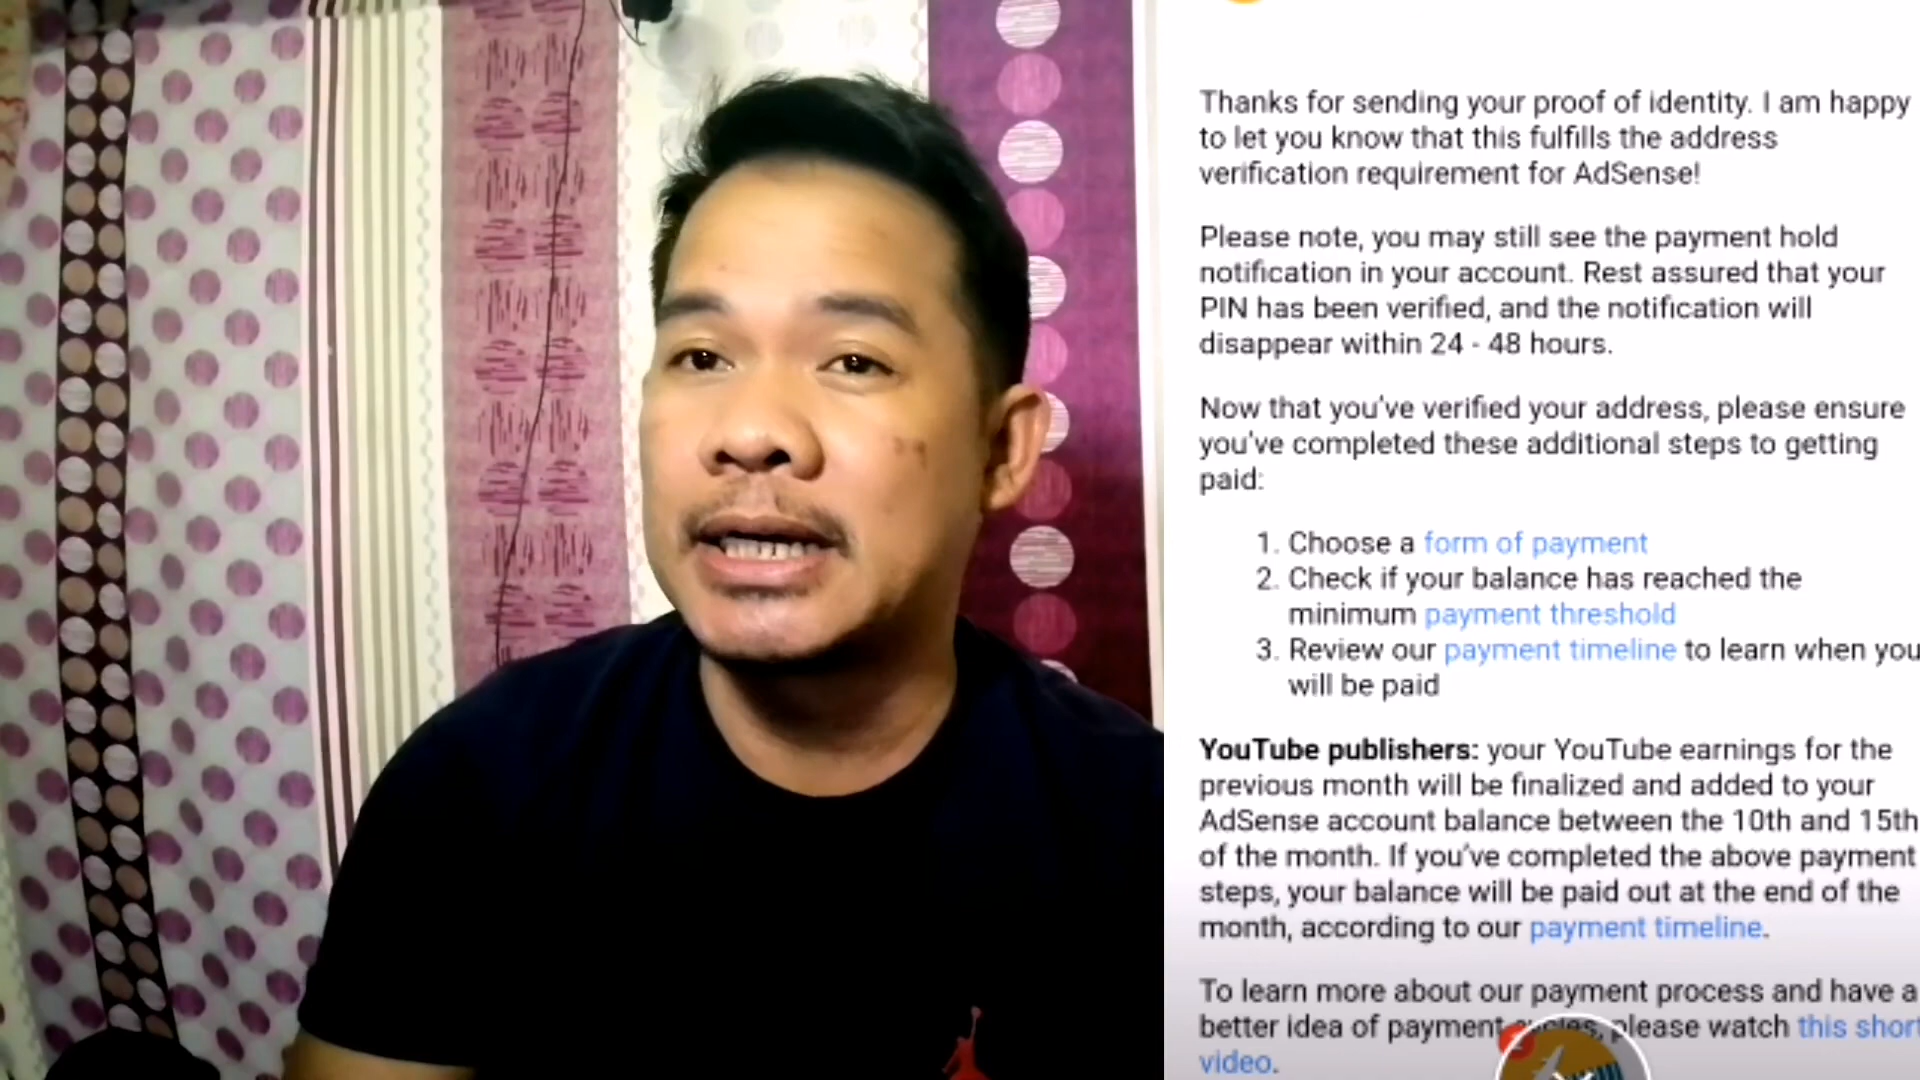 Thanks for sending your proof of identity. I am happy
to let you know that this fulfills the address
verification requirement for AdSense!
Please note, you may still see the payment hold
notification in your account. Rest assured that your
PIN has been verified, and the notification will
disappear within 24 - 48 hours.
Now that you've verified your address, please ensure
you've completed these additional steps to getting
paid:
1. Choose a form of payment
2. Check if your balance has reached the
minimum payment threshold
3. Review our payment timeline to learn when you
will be paid
YouTube publishers: your YouTube earnings for the
previous month will be finalized and added to your
AdSense account balance between the 10th and 15th
of the month. If you've completed the above payment
steps, your balance will be paid out at the end of the
month, according to our payment timeline.
To learn more about our payment process and have a
better idea of payment cycles, please watch this short
video.